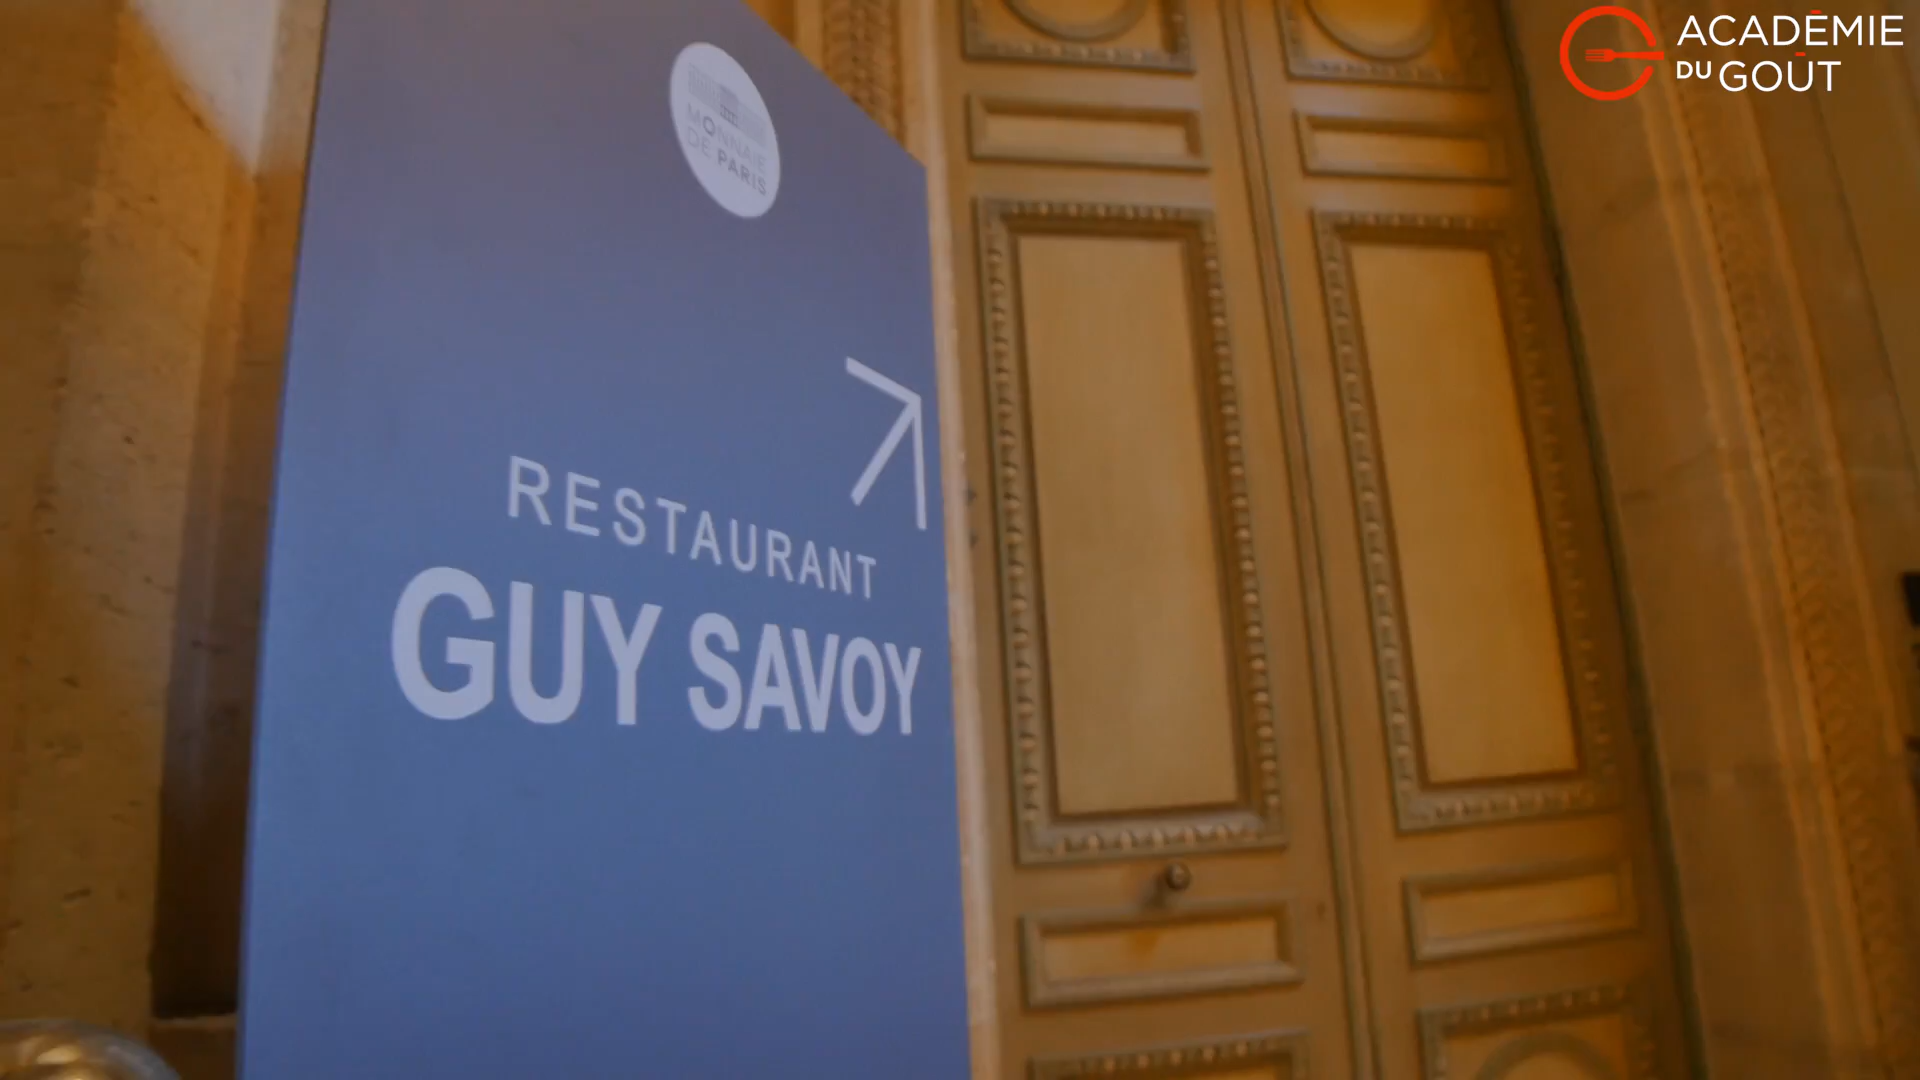 ACADÉMIE
DU GOÛT
MONNAIE
DE PARIS
RESTAURANT
GUY SAVOY